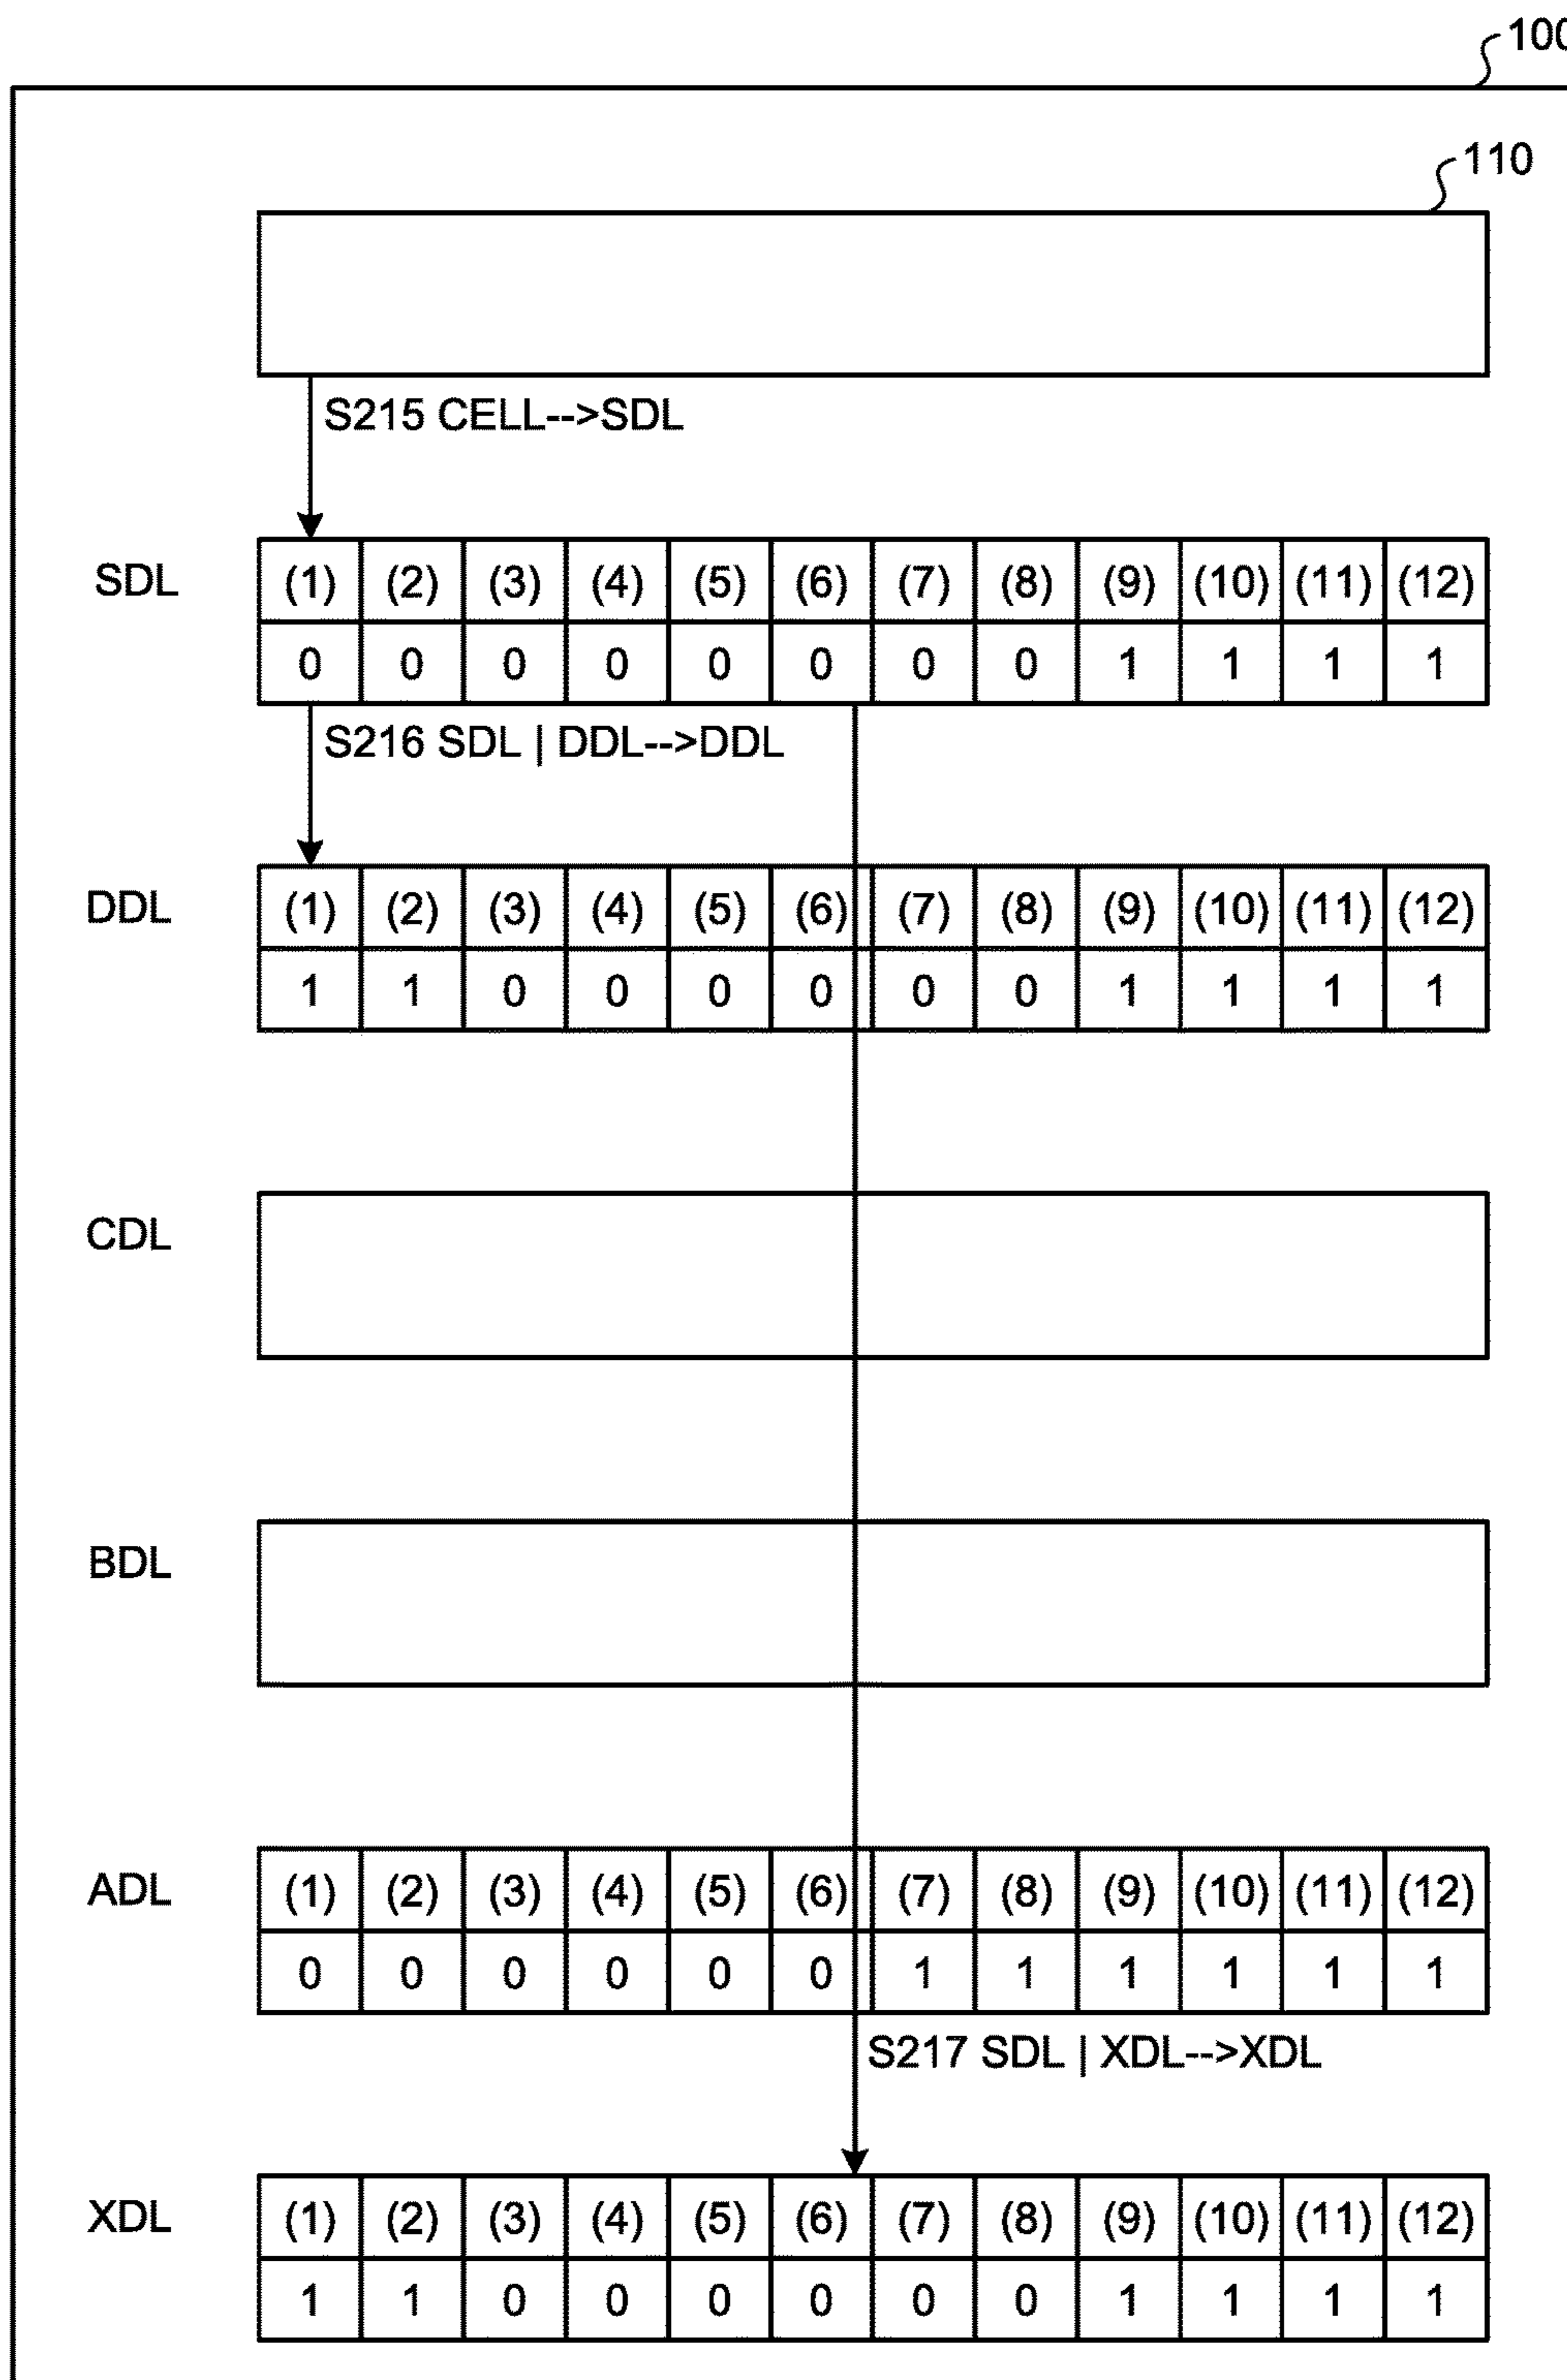 100
110
S215 CELL-->SDL
SDL (1) (2) (3) (4) (5) (6) (7) (8) (9) (10) (11) (12)
0 0 0 0 0 0 0 0 1 1 1 1
S216 SDL | DDL-->DDL
DDL (1) (2) (3) (4) (5) (6) (7) (8) (9) (10) (11) (12)
1 1 0 0 0 0 0 0 1 1 1 1
CDL
BDL
ADL (1) (2) (3) (4) (5) (6) (7) (8) (9) (10) (11) (12)
0 0 0 0 0 0 1 1 1 1 1 1
S217 SDL | XDL-->XDL
XDL (1) (2) (3) (4) (5) (6) (7) (8) (9) (10) (11) (12)
1 1 0 0 0 0 0 0 1 1 1 1